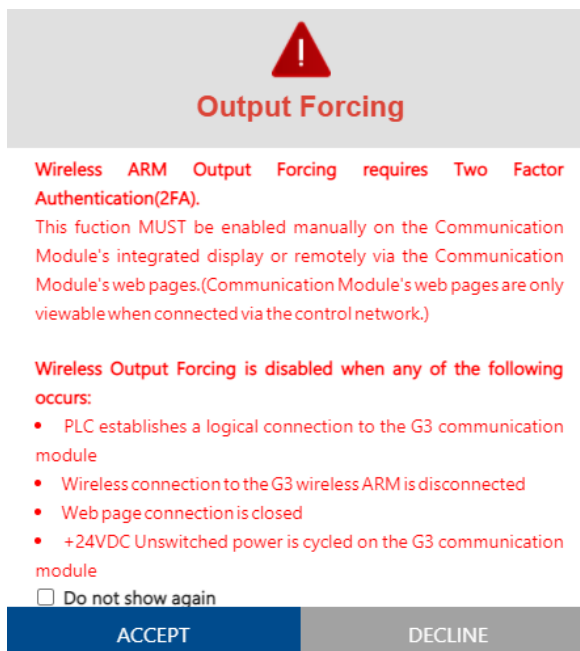 Output Forcing
Wireless ARM Output Forcing requires Two Factor
Authentication(2FA).
This fuction MUST be enabled manually on the Communication
Module's integrated display or remotely via the Communication
Module's web pages.(Communication Module's web pages are only
viewable when connected via the control network.)
Wireless Output Forcing is disabled when any of the following
occurs:
• PLC establishes a logical connection to the G3 communication
module
• Wireless connection to the G3 wireless ARM is disconnected
• Web page connection is closed
• +24VDC Unswitched power is cycled on the G3 communication
module
Do not show again
ACCEPT
DECLINE